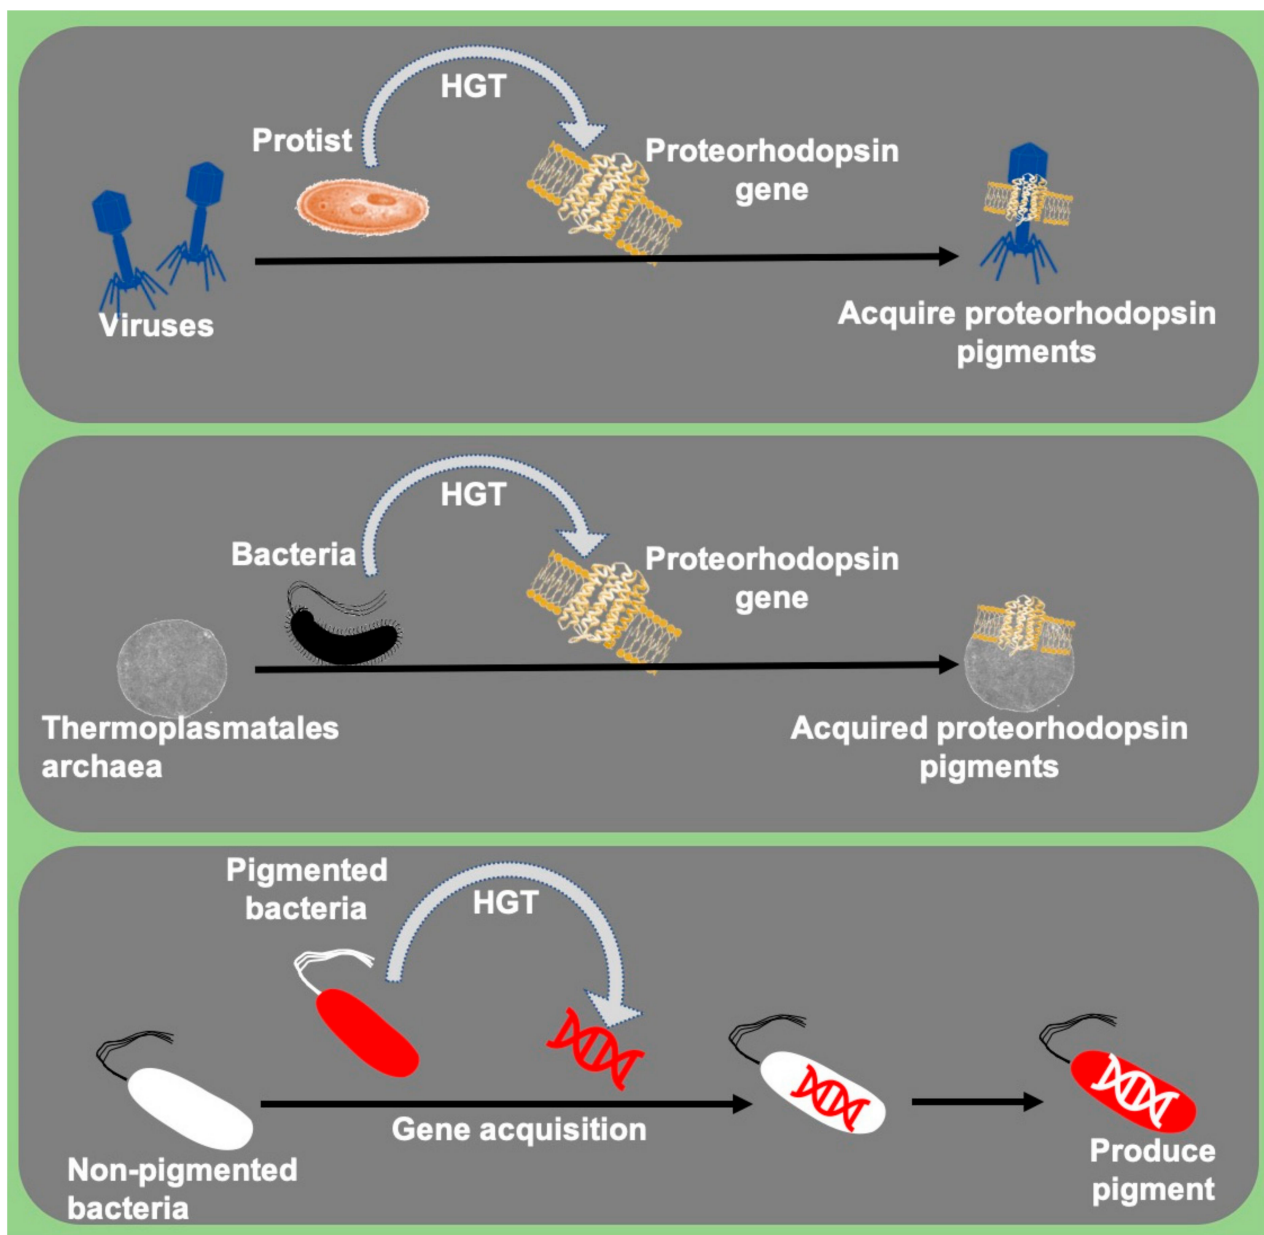 HGT
Protist
Proteorhodopsin
gene
Viruses
Acquire proteorhodopsin
pigments
HGT
Bacteria
Proteorhodopsin
gene
Thermoplasmatales
archaea
Acquired proteorhodopsin
pigments
Pigmented
bacteria
HGT
Gene acquisition
Non-pigmented
bacteria
Produce
pigment